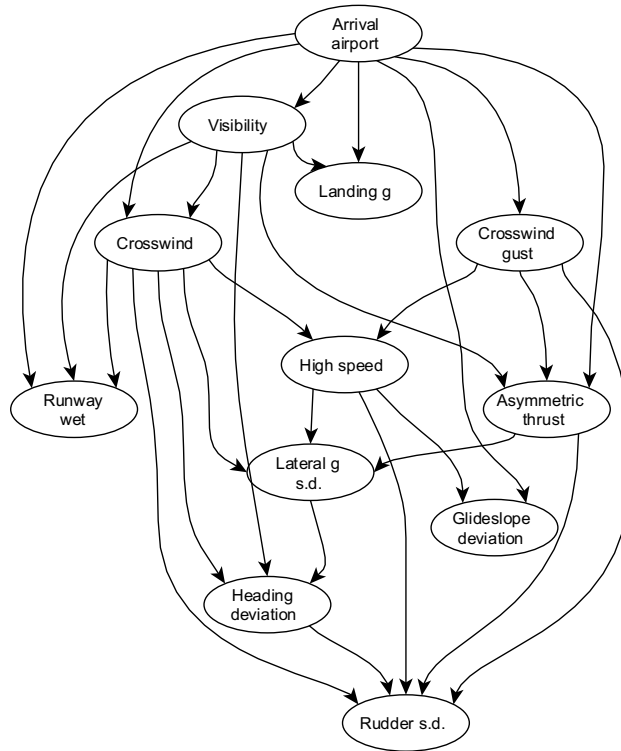 Arrival
airport
Visibility
Landing g
Crosswind
Crosswind
gust
High speed
Runway
wet
Asymmetric
thrust
Lateral g
s.d.
Glideslope
deviation
Heading
deviation
Rudder s.d.